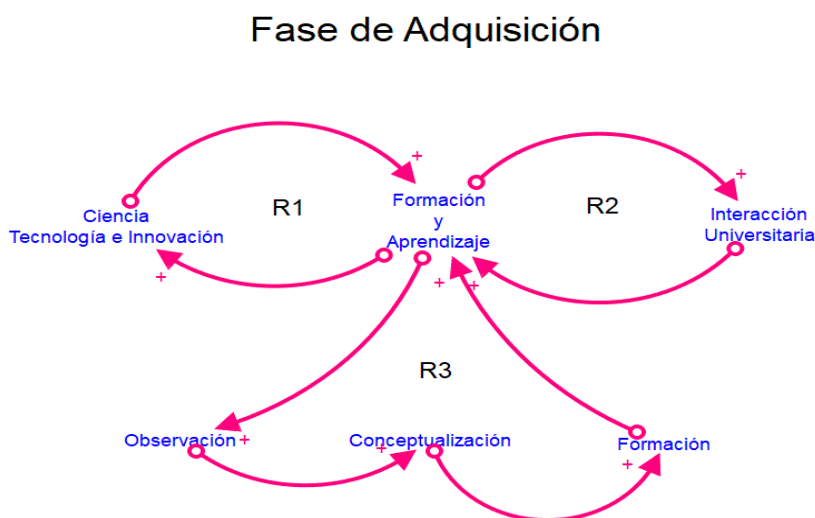 Fase de Adquisición
+
+
R1
Formación
y
Aprendizaje
R2
Ciencia
Tecnología e Innovación
Interacción
Universitaria
+
+
+
R3
Observación
+
Conceptualización
+
Formación
+